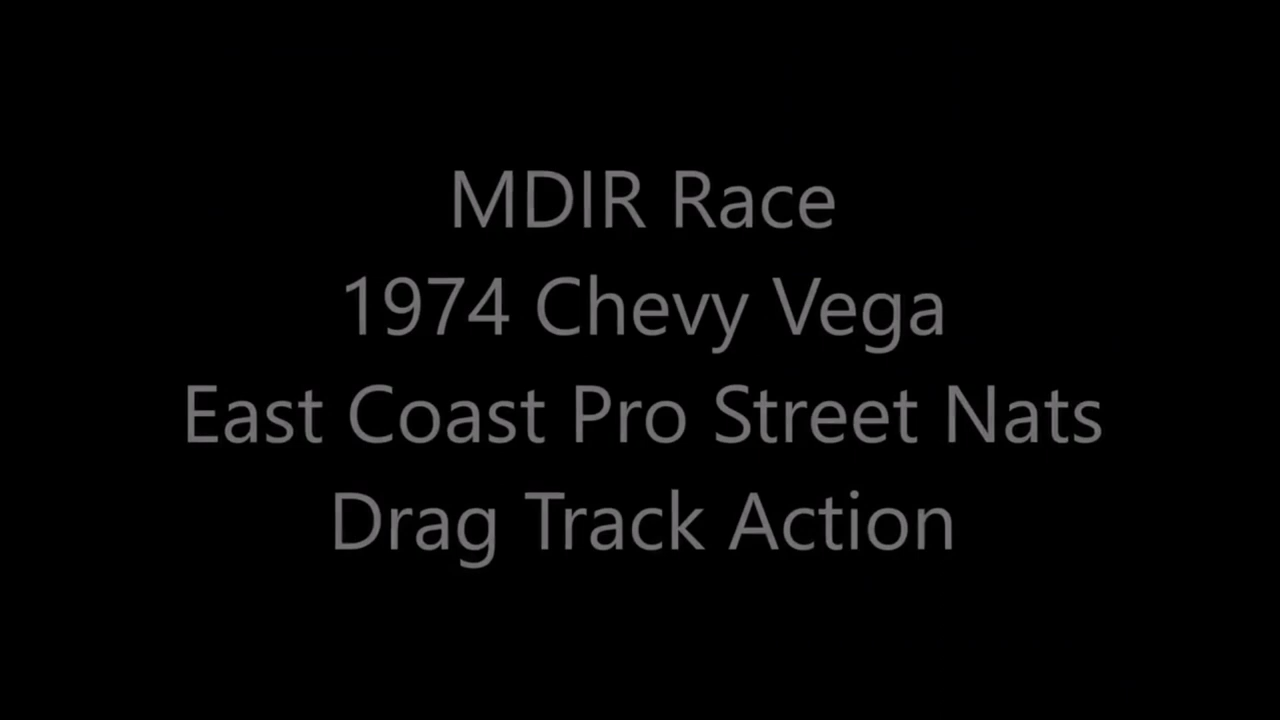 MDIR Race
1974 Chevy Vega
East Coast Pro Street Nats
Drag Track Action